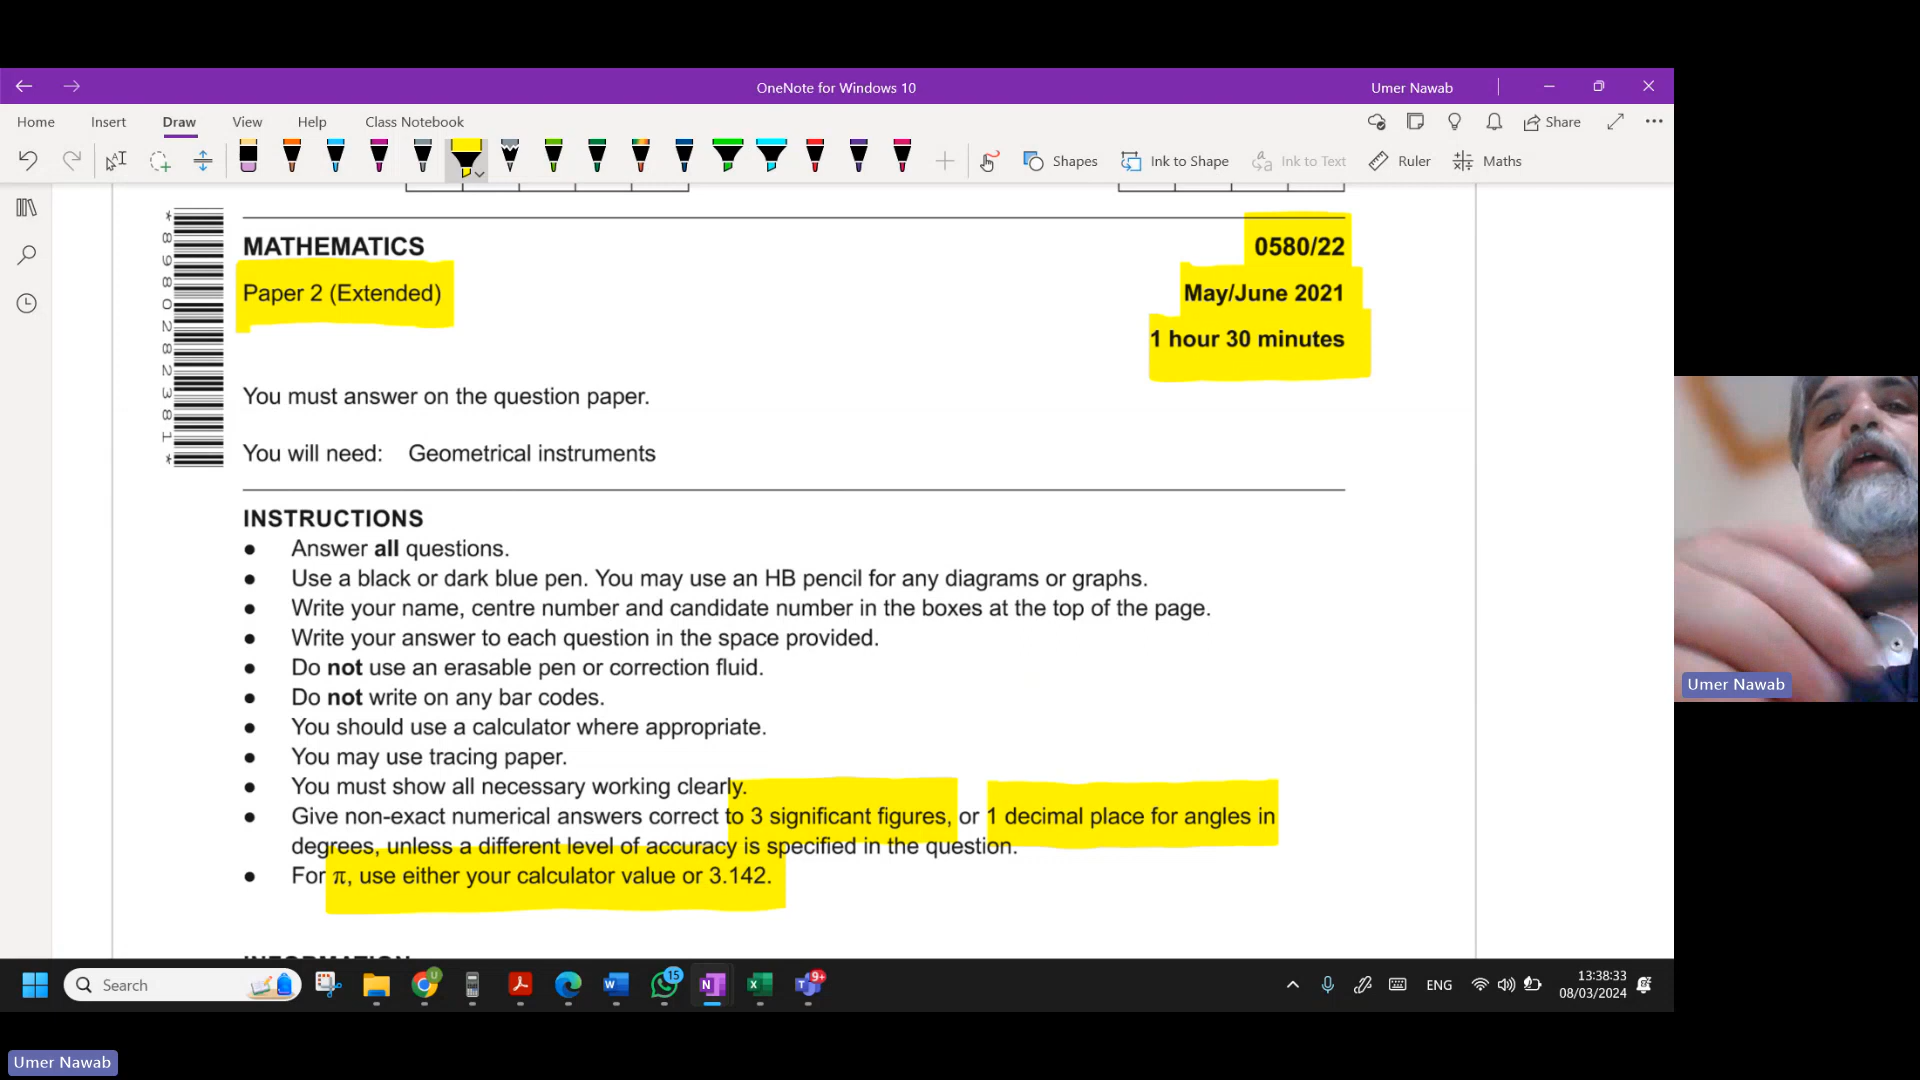 OneNote for Windows 10
Umer Nawab
Home
Insert
Draw
View
Help
Class Notebook
Share
Shapes
Ink to Shape
Ink to Text
Ruler
Maths
*8980282381*
MATHEMATICS
0580/22
Paper 2 (Extended)
May/June 2021
1 hour 30 minutes
You must answer on the question paper.
You will need: Geometrical instruments
INSTRUCTIONS
● Answer all questions.
● Use a black or dark blue pen. You may use an HB pencil for any diagrams or graphs.
● Write your name, centre number and candidate number in the boxes at the top of the page.
● Write your answer to each question in the space provided.
● Do not use an erasable pen or correction fluid.
● Do not write on any bar codes.
● You should use a calculator where appropriate.
● You may use tracing paper.
● You must show all necessary working clearly.
● Give non-exact numerical answers correct to 3 significant figures, or 1 decimal place for angles in
degrees, unless a different level of accuracy is specified in the question.
● For π, use either your calculator value or 3.142.
INFORMATION
Umer Nawab
Search
15
9+
ENG
13:38:33
08/03/2024
Umer Nawab